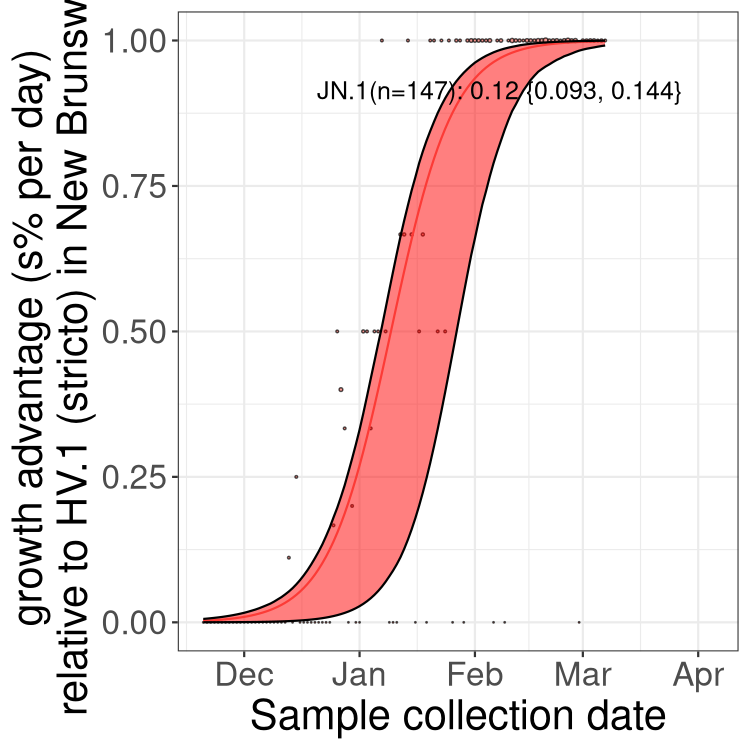 growth advantage (s% per day)
relative to HV.1 (stricto) in New Brunsw
1.00
0.75
0.50
0.25
0.00
JN.1(n=147): 0.12 {0.093, 0.144}
Dec Jan Feb Mar Apr
Sample collection date